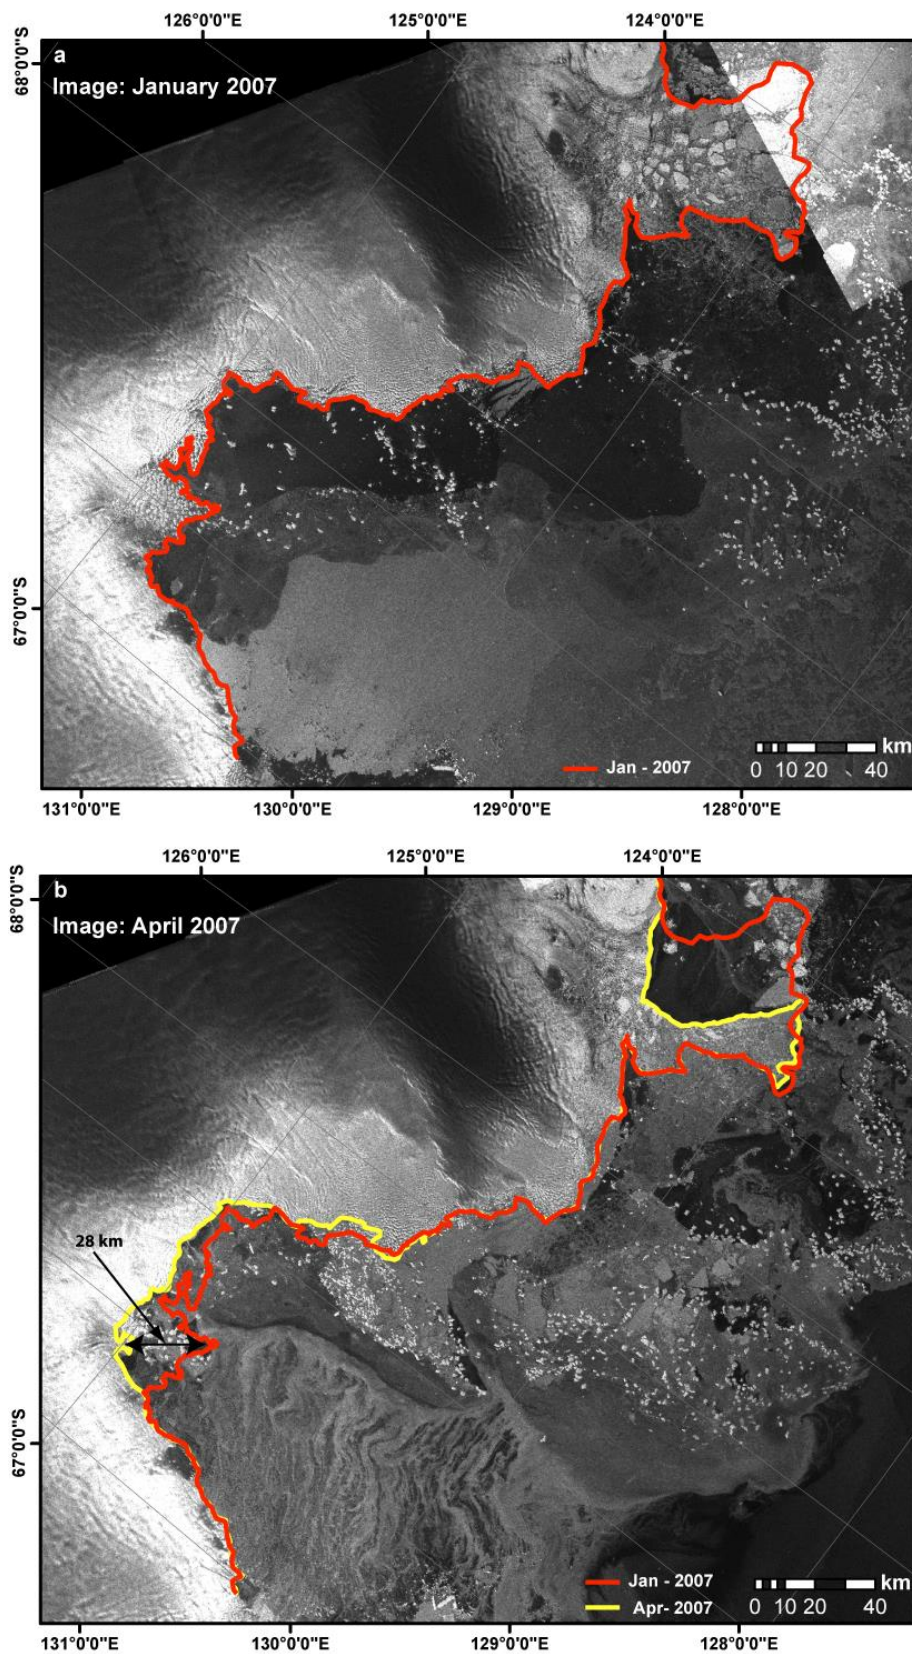 126°0'0"E 125°0'0"E 124°0'0"E
68°0'0"S
a
Image: January 2007
67°0'0"S
km
Jan - 2007
0 10 20 40
131°0'0"E 130°0'0"E 129°0'0"E 128°0'0"E
126°0'0"E 125°0'0"E 124°0'0"E
68°0'0"S
b
Image: April 2007
28 km
67°0'0"S
Jan - 2007
km
Apr- 2007
0 10 20 40
131°0'0"E 130°0'0"E 129°0'0"E 128°0'0"E